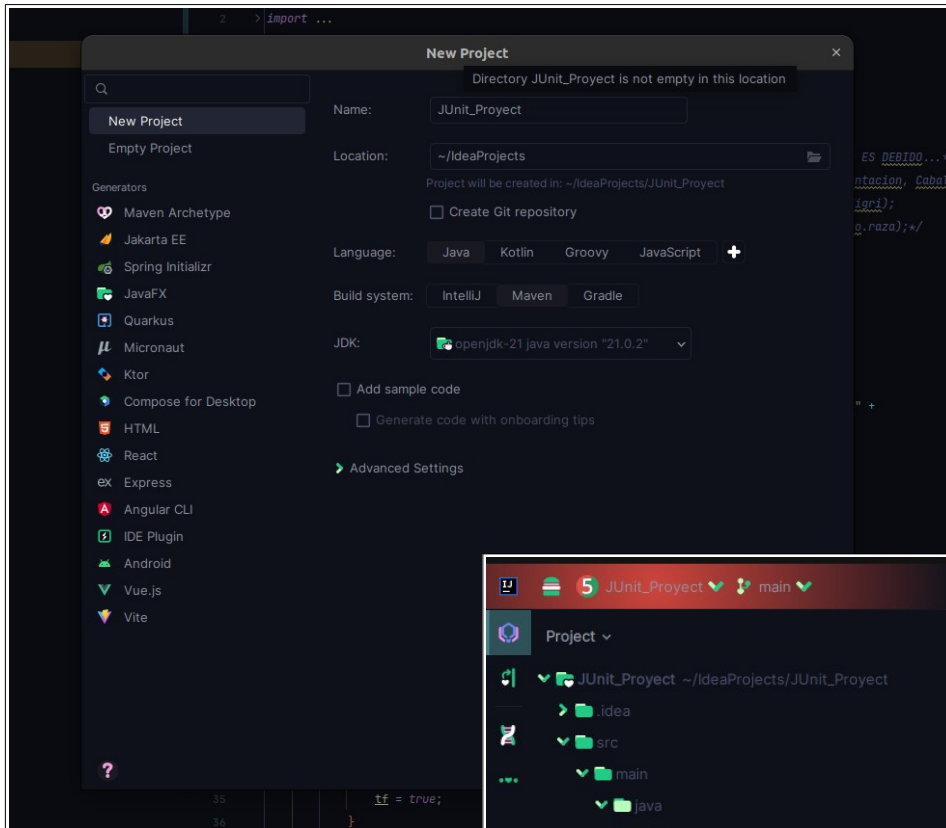 2 > import ...
New Project
Directory JUnit_Proyect is not empty in this location
New Project
Empty Project
Generators
Maven Archetype
Jakarta EE
Spring Initializr
JavaFX
Quarkus
Micronaut
Ktor
Compose for Desktop
HTML
React
Express
Angular CLI
IDE Plugin
Android
Vue.js
Vite
Name: JUnit_Proyect
Location: ~/IdeaProjects
Project will be created in: ~/IdeaProjects/JUnit_Proyect
Create Git repository
Language: Java Kotlin Groovy JavaScript
Build system: IntelliJ Maven Gradle
JDK: openjdk-21 java version "21.0.2"
Add sample code
Generate code with onboarding tips
Advanced Settings
ES DEBIDO...*
ntacion, Cabal
igri);
o.raza);*/
" +
?
35 tf = true;
36 }
IJ 5 JUnit_Proyect main
Project
JUnit_Proyect ~/IdeaProjects/JUnit_Proyect
.idea
src
main
java